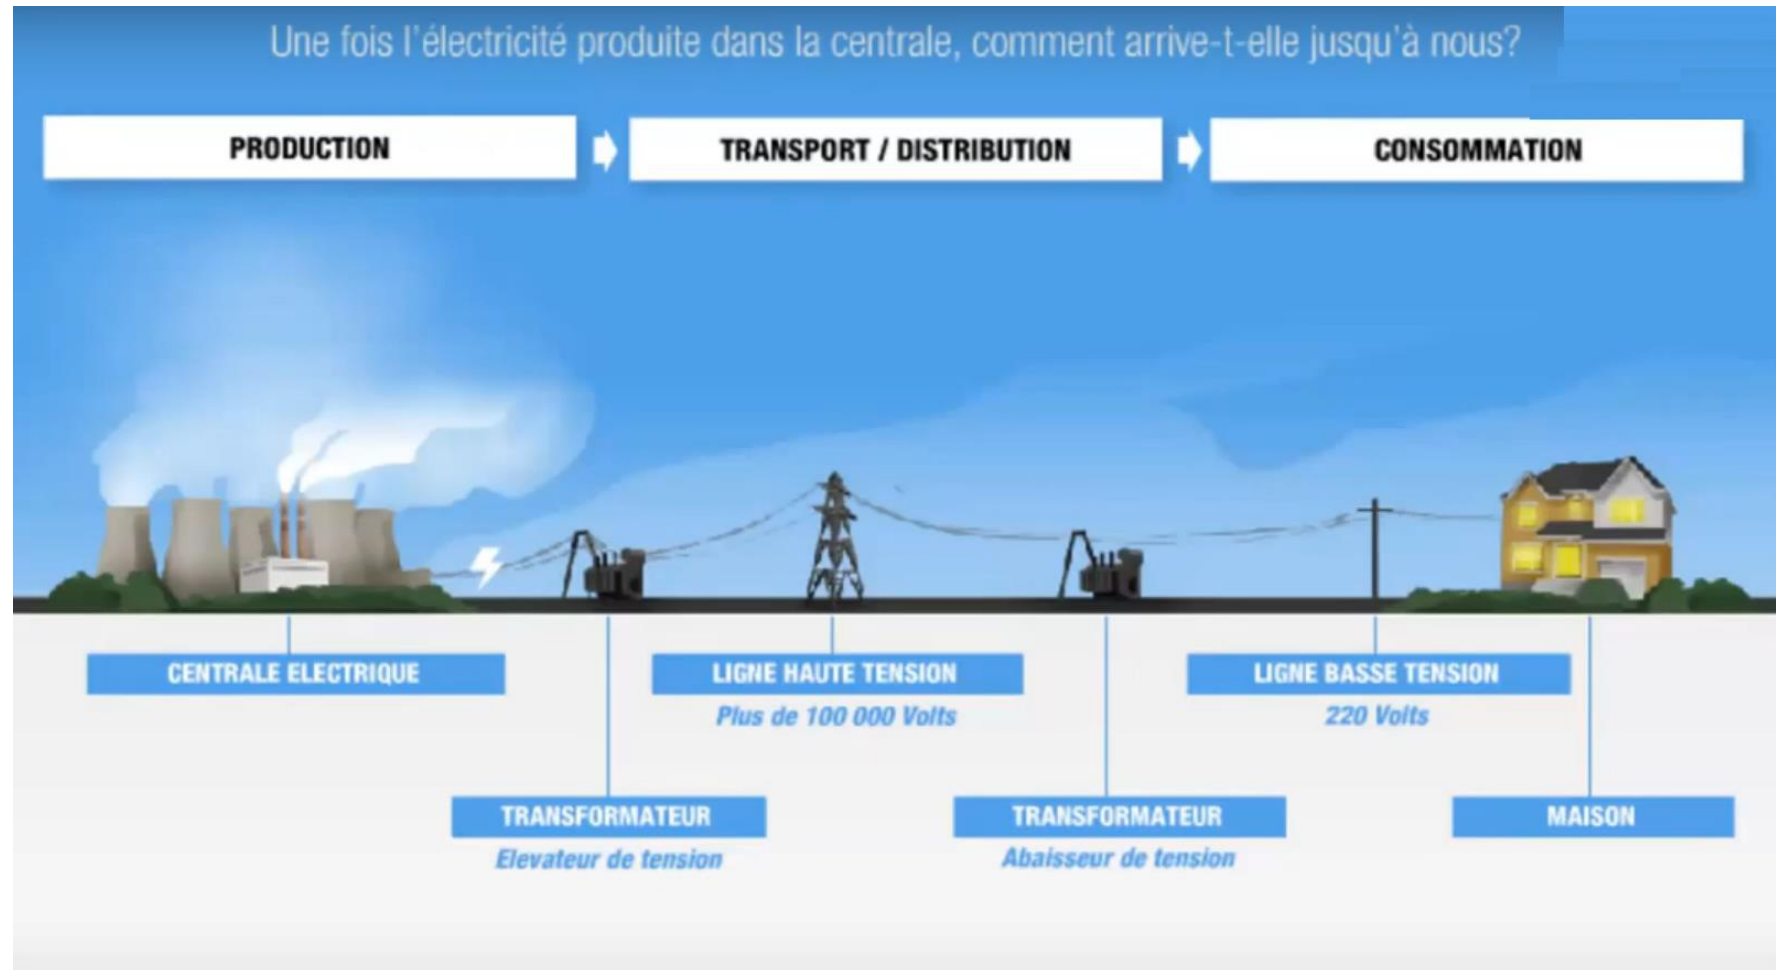 Une fois l'électricité produite dans la centrale, comment arrive-t-elle jusqu'à nous?
PRODUCTION
TRANSPORT / DISTRIBUTION
CONSOMMATION
CENTRALE ELECTRIQUE
LIGNE HAUTE TENSION
Plus de 100 000 Volts
LIGNE BASSE TENSION
220 Volts
TRANSFORMATEUR
Elevateur de tension
TRANSFORMATEUR
Abaisseur de tension
MAISON